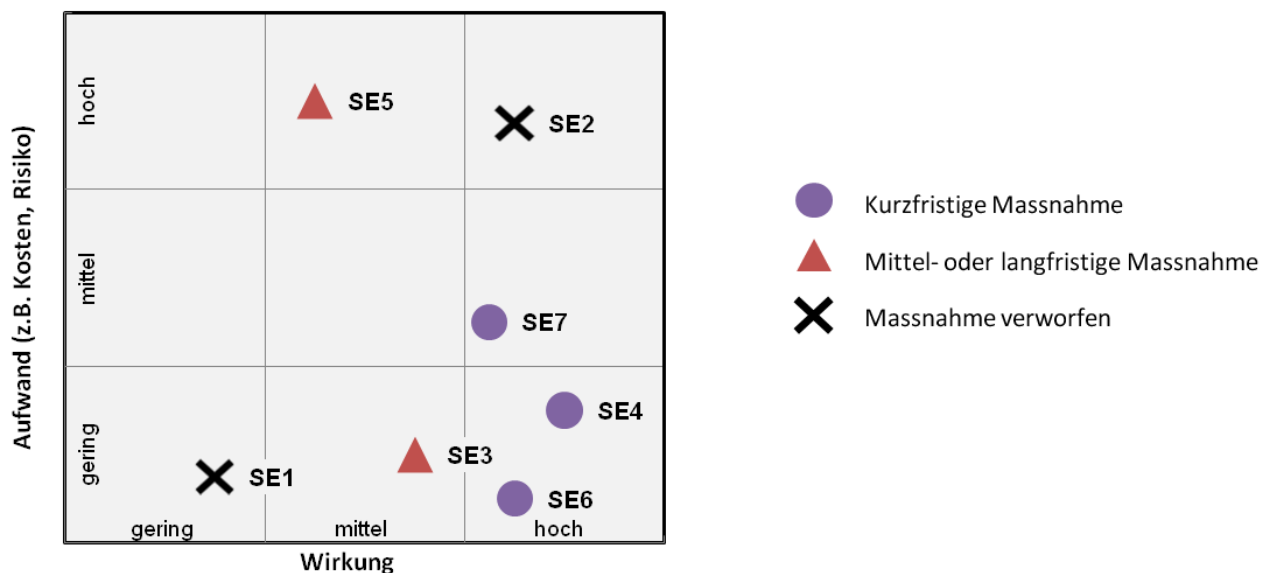 Aufwand (z.B. Kosten, Risiko)
hoch
mittel
gering
SE5
SE2
SE7
SE4
SE3
SE1
SE6
gering
mittel
hoch
Wirkung
Kurzfristige Massnahme
Mittel- oder langfristige Massnahme
Massnahme verworfen